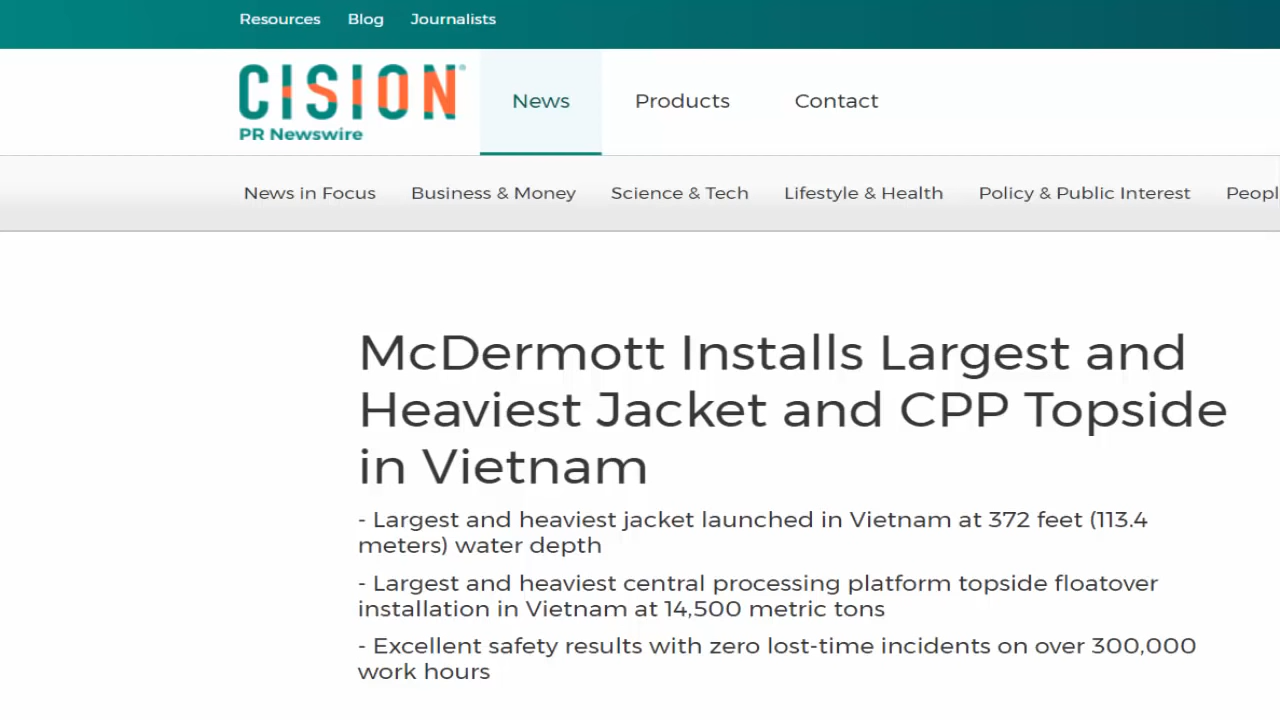 Resources Blog Journalists
CISION
PR Newswire
News Products Contact
News in Focus Business & Money Science & Tech Lifestyle & Health Policy & Public Interest Peopl
McDermott Installs Largest and
Heaviest Jacket and CPP Topside
in Vietnam
- Largest and heaviest jacket launched in Vietnam at 372 feet (113.4
meters) water depth
- Largest and heaviest central processing platform topside floatover
installation in Vietnam at 14,500 metric tons
- Excellent safety results with zero lost-time incidents on over 300,000
work hours